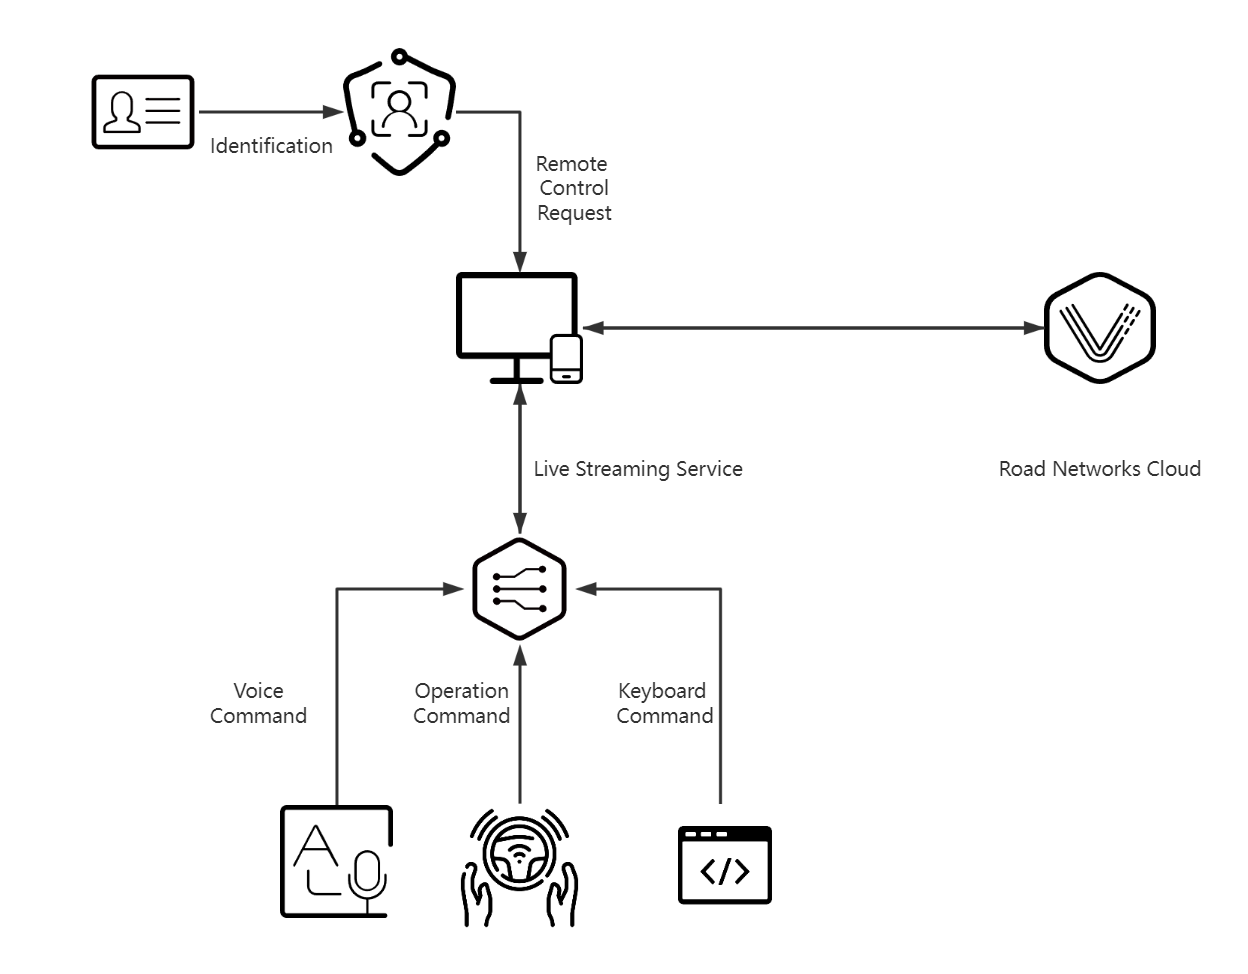 Identification
Remote
Control
Request
Live Streaming Service
Road Networks Cloud
Voice
Command
Operation
Command
Keyboard
Command
A